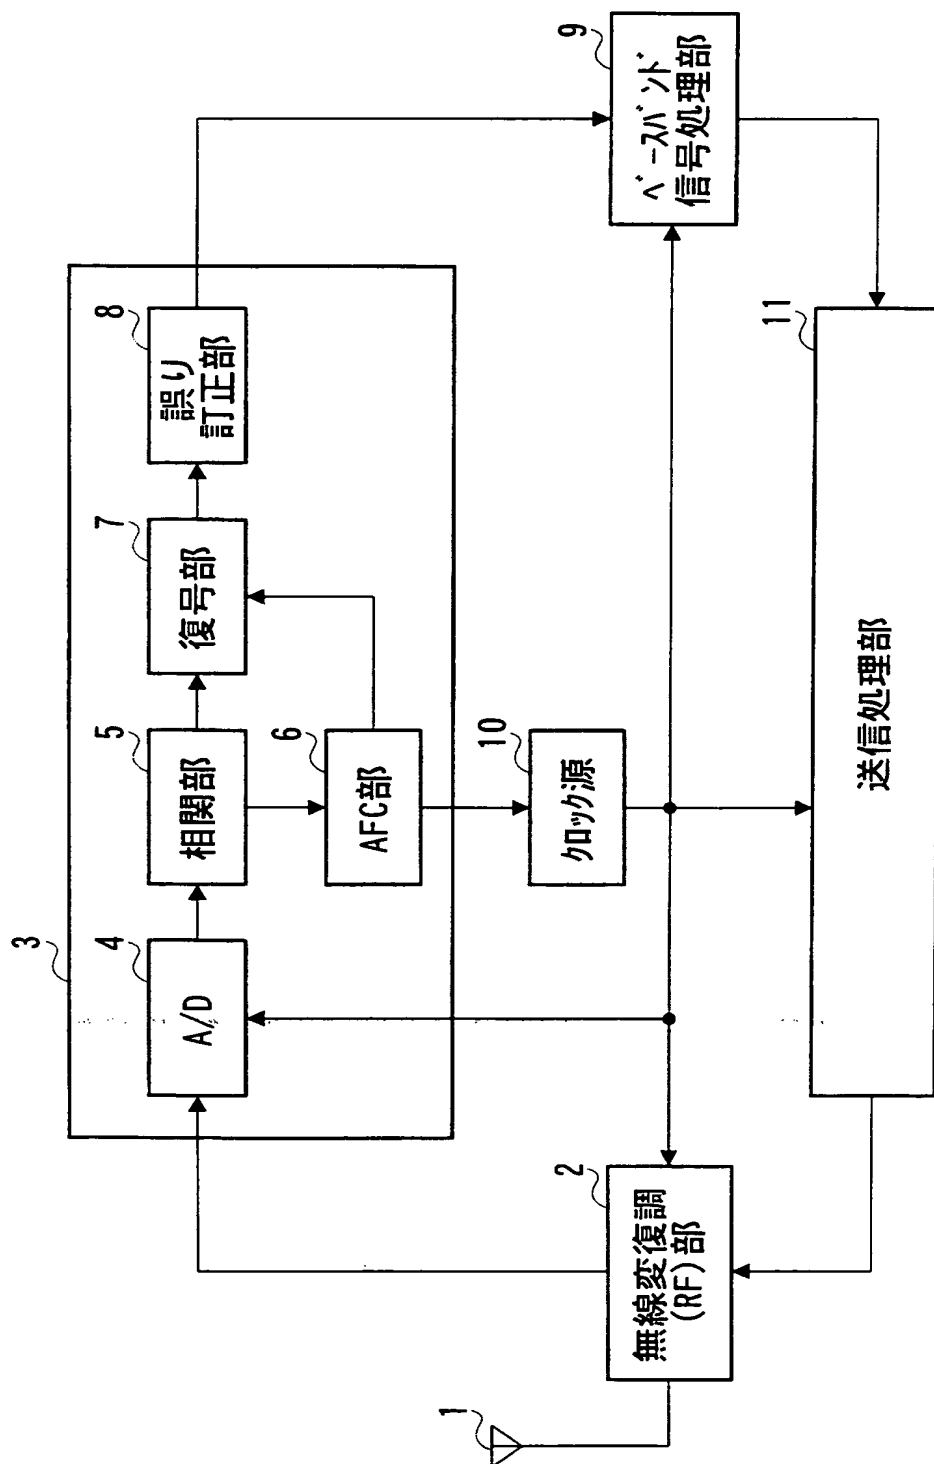 1
2
無線変復調
(RF)部
3
4
A/D
5
相関部
6
AFC部
7
復号部
8
誤り
訂正部
9
ﾍﾞｰｽﾊﾞﾝﾄﾞ
信号処理部
10
ｸﾛｯｸ源
11
送信処理部